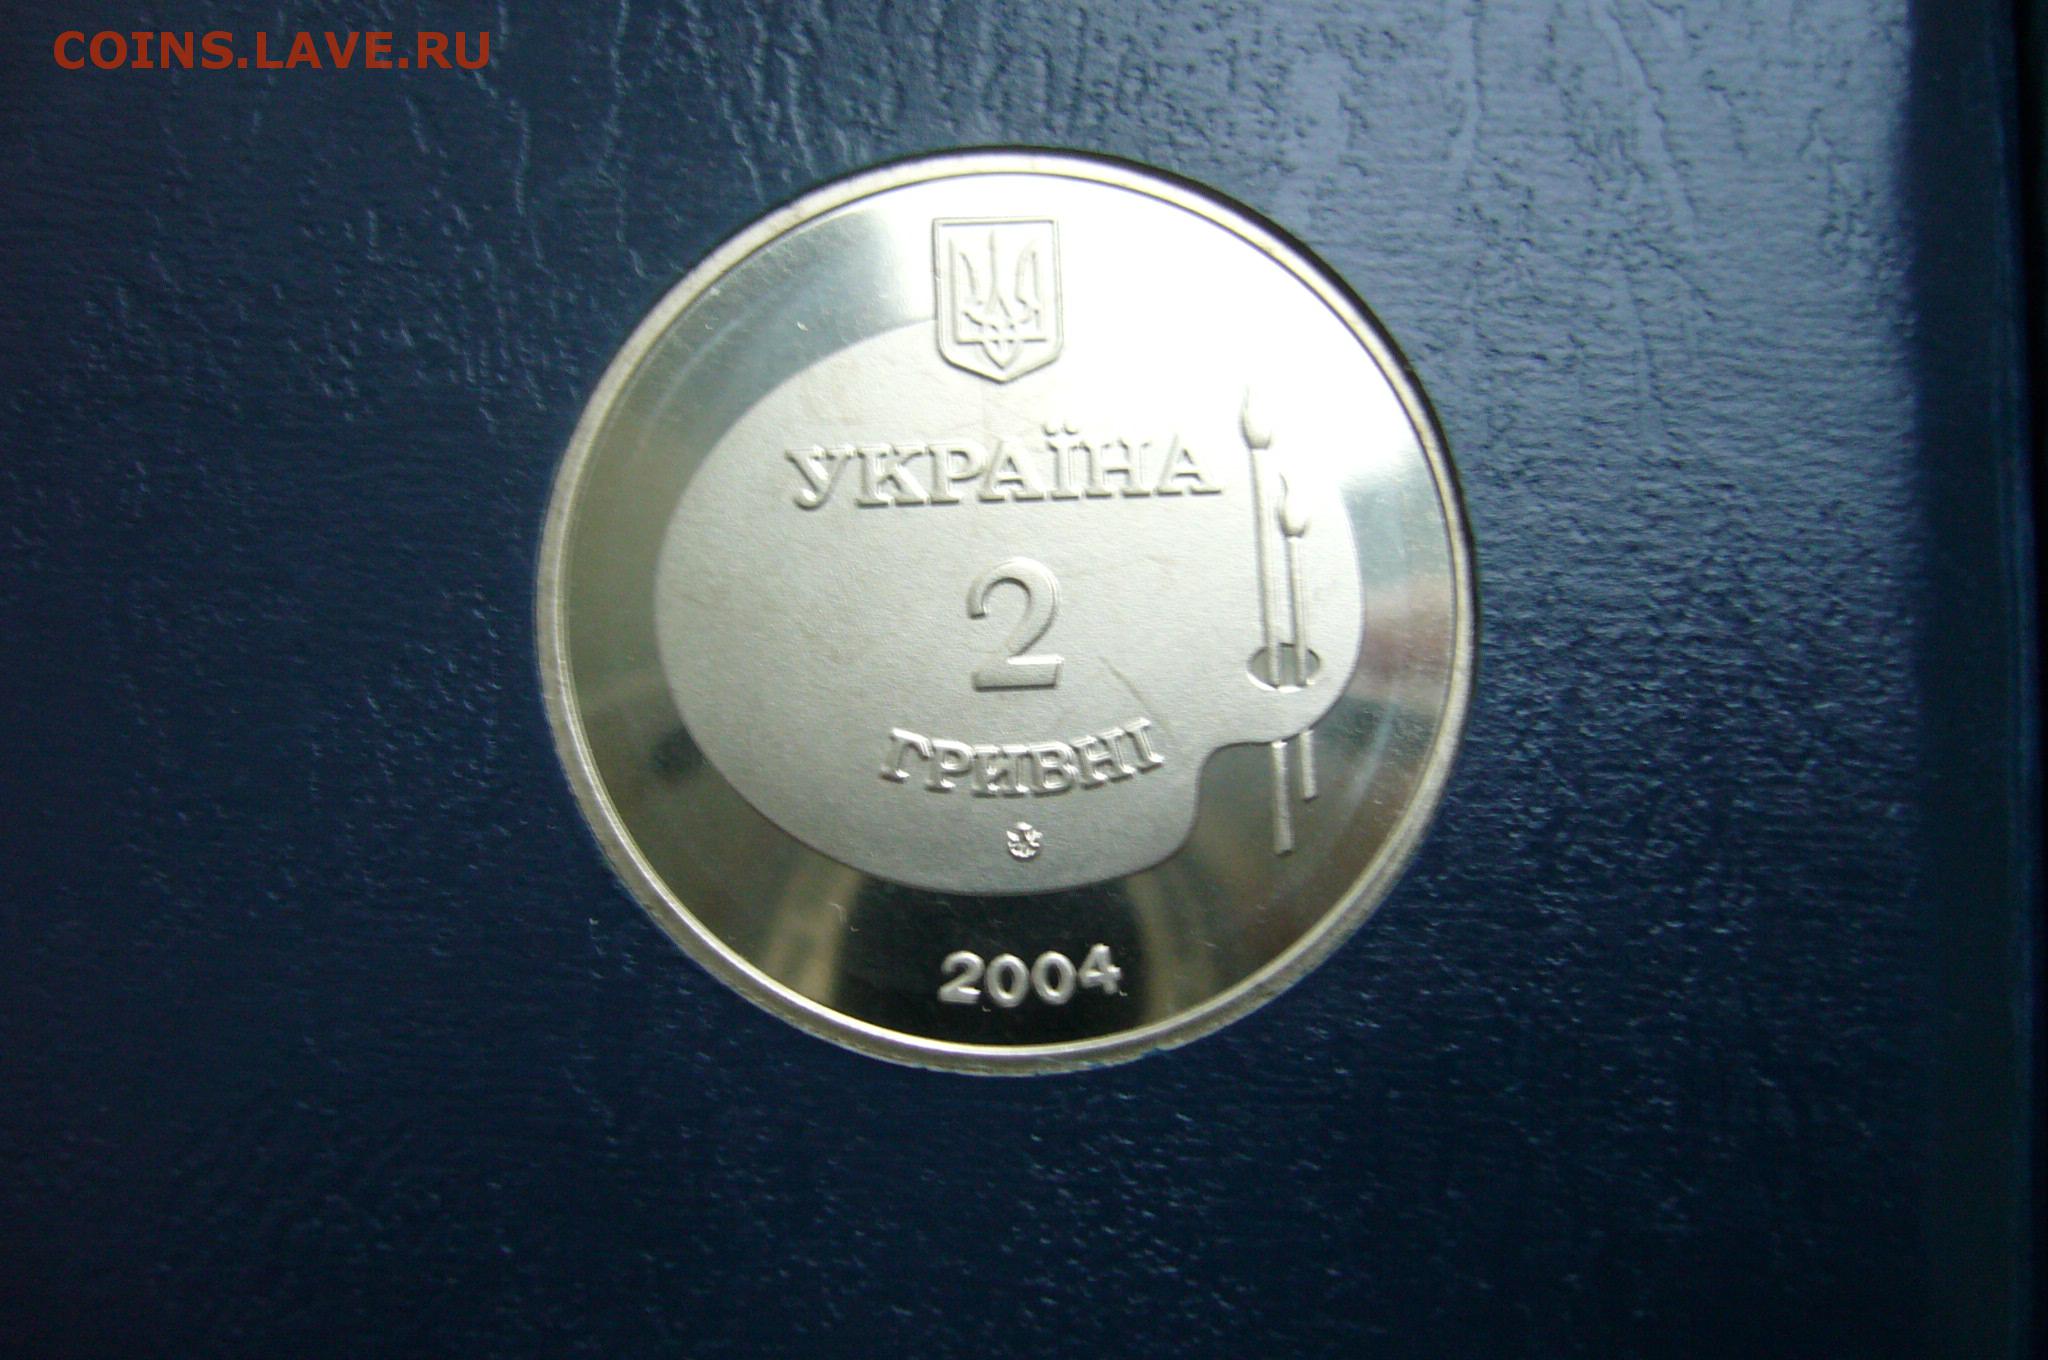 COINS.LAVE.RU
УКРАЇНА
2
ГРИВНІ
2004